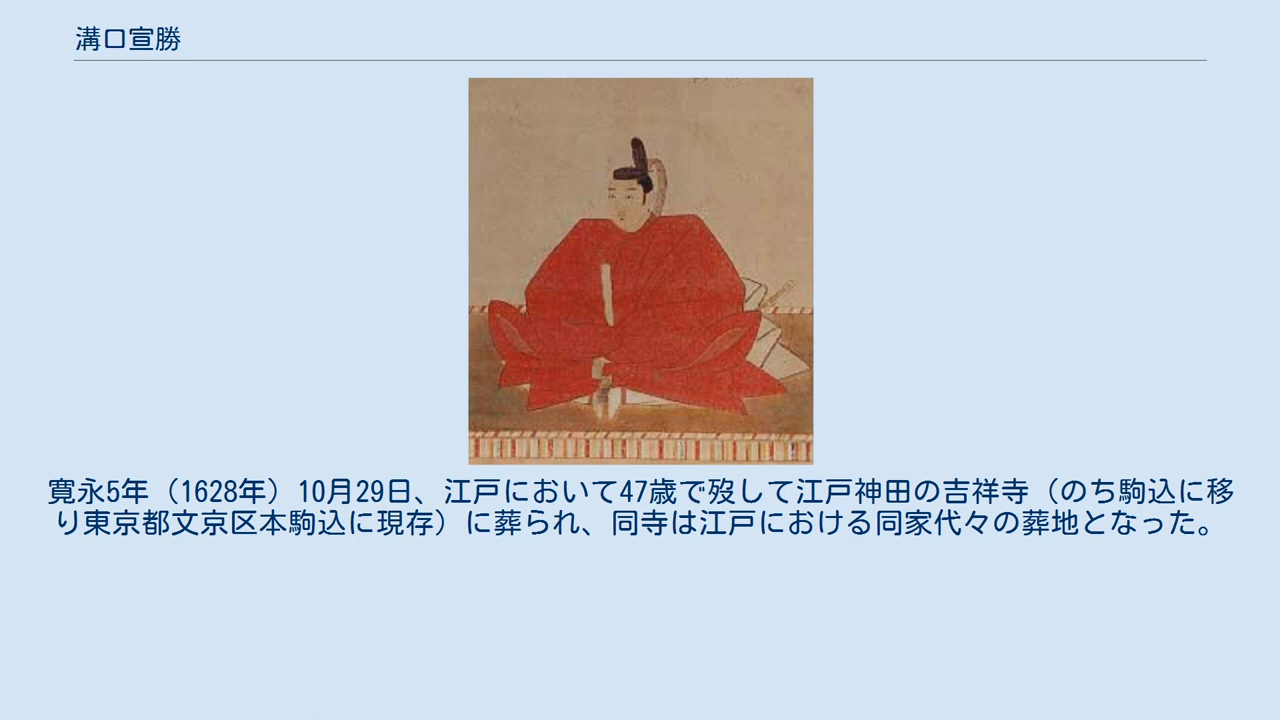 溝口宣勝
寛永5年（1628年）10月29日、江戸において47歳で歿して江戸神田の吉祥寺（のち駒込に移
り東京都文京区本駒込に現存）に葬られ、同寺は江戸における同家代々の葬地となった。